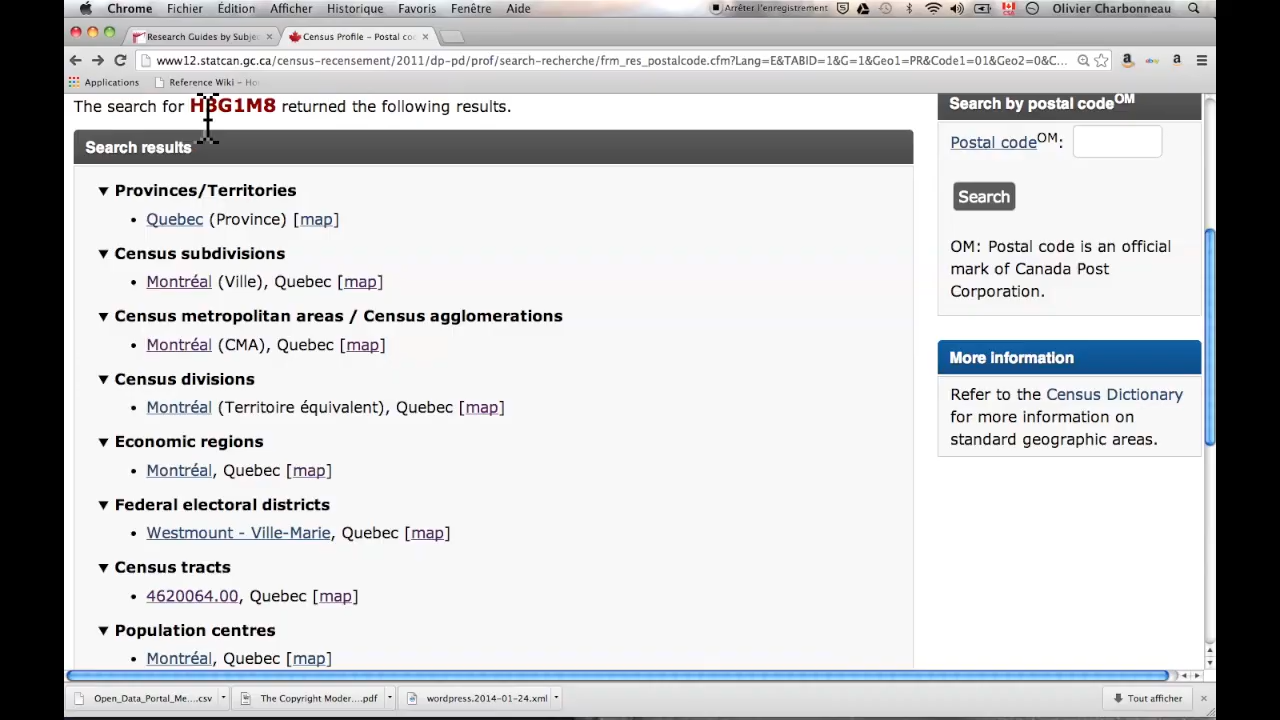 Chrome Fichier Édition Afficher Historique Favoris Fenêtre Aide Arrêter l'enregistrement Olivier Charbonneau
Research Guides by Subje Census Profile – Postal co
www12.statcan.gc.ca/census-recensement/2011/dp-pd/prof/search-recherche/frm_res_postalcode.cfm?Lang=E&TABID=1&G=1&Geo1=PR&Code1=01&Geo2=0&C...
Applications Reference Wiki – Ho
The search for H3G1M8 returned the following results.
Search results
▼ Provinces/Territories
• Quebec (Province) [map]
▼ Census subdivisions
• Montréal (Ville), Quebec [map]
▼ Census metropolitan areas / Census agglomerations
• Montréal (CMA), Quebec [map]
▼ Census divisions
• Montréal (Territoire équivalent), Quebec [map]
▼ Economic regions
• Montréal, Quebec [map]
▼ Federal electoral districts
• Westmount - Ville-Marie, Quebec [map]
▼ Census tracts
• 4620064.00, Quebec [map]
▼ Population centres
• Montréal, Quebec [map]
Search by postal codeOM
Postal codeOM:
Search
OM: Postal code is an official
mark of Canada Post
Corporation.
More information
Refer to the Census Dictionary
for more information on
standard geographic areas.
Open_Data_Portal_Me....csv The Copyright Moder....pdf wordpress.2014-01-24.xml Tout afficher